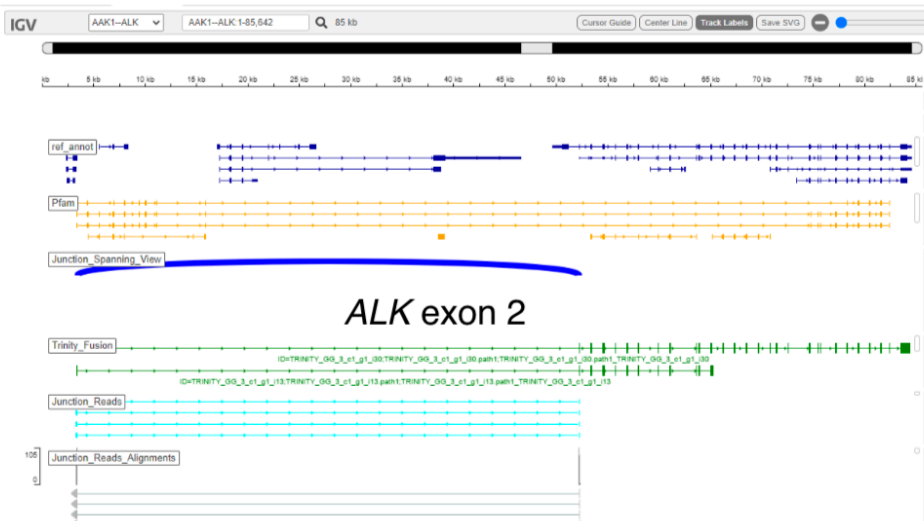 IGV AAK1--ALK AAK1--ALK:1-85,642 85 kb Cursor Guide Center Line Track Labels Save SVG
kb 5 kb 10 kb 15 kb 20 kb 25 kb 30 kb 35 kb 40 kb 45 kb 50 kb 55 kb 60 kb 65 kb 70 kb 75 kb 80 kb 85 kb
ref_annot
Pfam
Junction_Spanning_View
ALK exon 2
Trinity_Fusion
ID=TRINITY_GG_3_c1_g1_i30;TRINITY_GG_3_c1_g1_i30.path1;TRINITY_GG_3_c1_g1_i30.path1_TRINITY_GG_3_c1_g1_i30
ID=TRINITY_GG_3_c1_g1_i13;TRINITY_GG_3_c1_g1_i13.path1;TRINITY_GG_3_c1_g1_i13.path1_TRINITY_GG_3_c1_g1_i13
Junction_Reads
105 Junction_Reads_Alignments
0